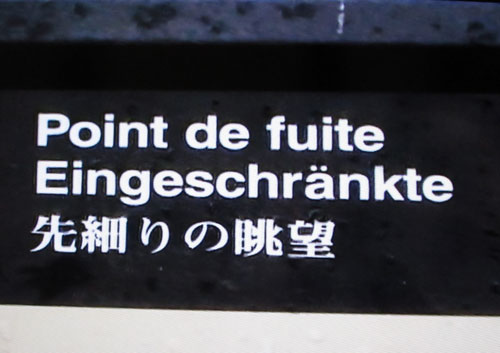 Point de fuite
Eingeschränkte
先細りの眺望